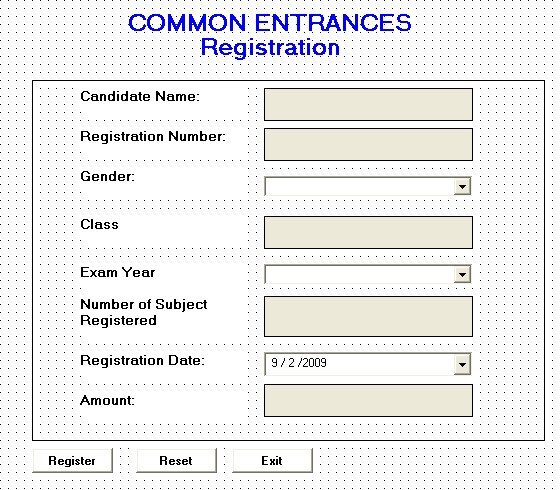 COMMON ENTRANCES
Registration
Candidate Name:
Registration Number:
Gender:
Class
Exam Year
Number of Subject
Registered
Registration Date:
9 / 2 /2009
Amount:
Register
Reset
Exit